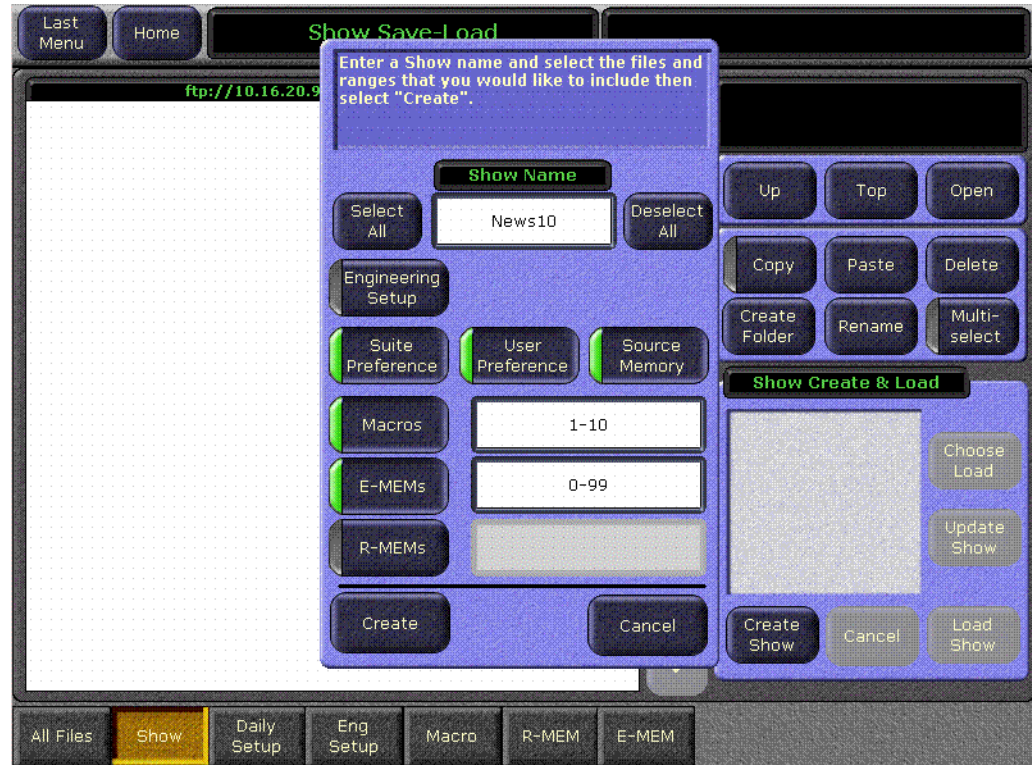 Last
Menu
Home
Show Save-Load
Enter a Show name and select the files and
ranges that you would like to include then
select "Create".
ftp://10.16.20.9
Show Name
Select
All
News10
Deselect
All
Engineering
Setup
Suite
Preference
User
Preference
Source
Memory
Macros
1-10
E-MEMs
0-99
R-MEMs
Create
Cancel
Up
Top
Open
Copy
Paste
Delete
Create
Folder
Rename
Multi-
select
Show Create & Load
Choose
Load
Update
Show
Create
Show
Cancel
Load
Show
All Files
Show
Daily
Setup
Eng
Setup
Macro
R-MEM
E-MEM